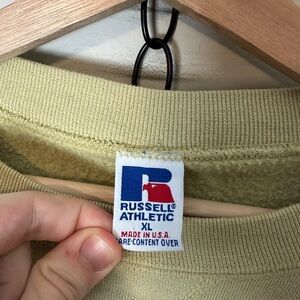 RUSSELL®
ATHLETIC
XL
MADE IN U.S.A.
CARE-CONTENT OVER